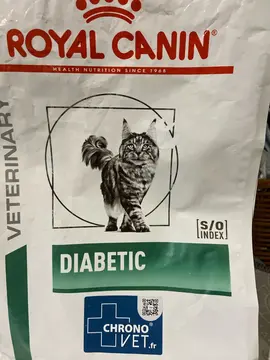 ROYAL CANIN
HEALTH NUTRITION SINCE 1968
VETERINARY
S/O
INDEX
DIABETIC
CHRONO
VET.fr